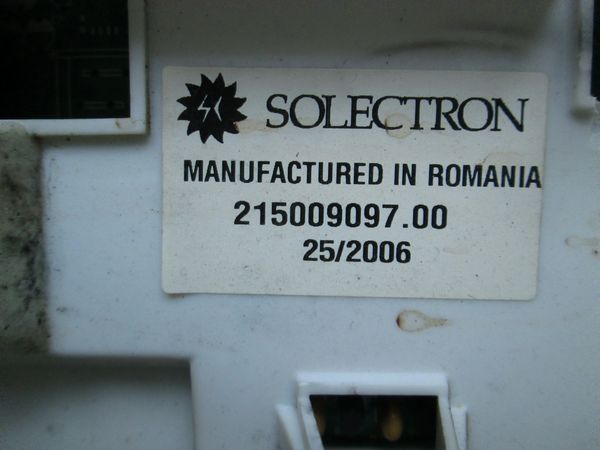 SOLECTRON
MANUFACTURED IN ROMANIA
215009097.00
25/2006